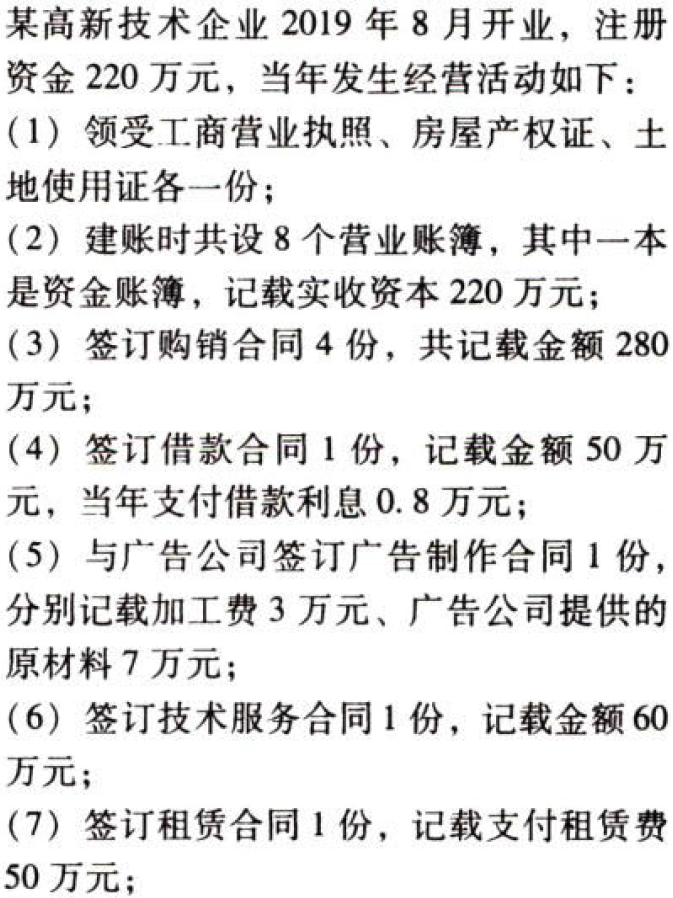 某高新技术企业 2019 年 8 月开业，注册
资金 220 万元，当年发生经营活动如下：
(1) 领受工商营业执照、房屋产权证、土
地使用证各一份；
(2) 建账时共设 8 个营业账簿，其中一本
是资金账簿，记载实收资本 220 万元；
(3) 签订购销合同 4 份，共记载金额 280
万元；
(4) 签订借款合同 1 份，记载金额 50 万
元，当年支付借款利息 0.8 万元；
(5) 与广告公司签订广告制作合同 1 份，
分别记载加工费 3 万元、广告公司提供的
原材料 7 万元；
(6) 签订技术服务合同 1 份，记载金额 60
万元；
(7) 签订租赁合同 1 份，记载支付租赁费
50 万元；